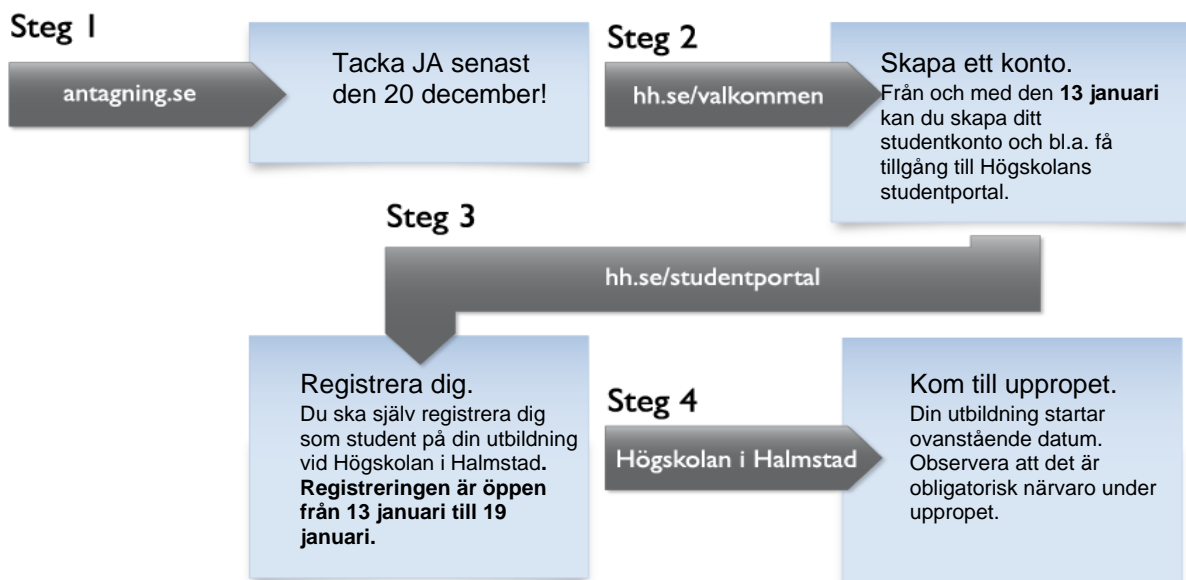 Steg 1
antagning.se
Tacka JA senast
den 20 december!
Steg 2
hh.se/valkommen
Skapa ett konto.
Från och med den 13 januari
kan du skapa ditt
studentkonto och bl.a. få
tillgång till Högskolans
studentportal.
Steg 3
hh.se/studentportal
Registrera dig.
Du ska själv registrera dig
som student på din utbildning
vid Högskolan i Halmstad.
Registreringen är öppen
från 13 januari till 19
januari.
Steg 4
Högskolan i Halmstad
Kom till uppropet.
Din utbildning startar
ovanstående datum.
Observera att det är
obligatorisk närvaro under
uppropet.